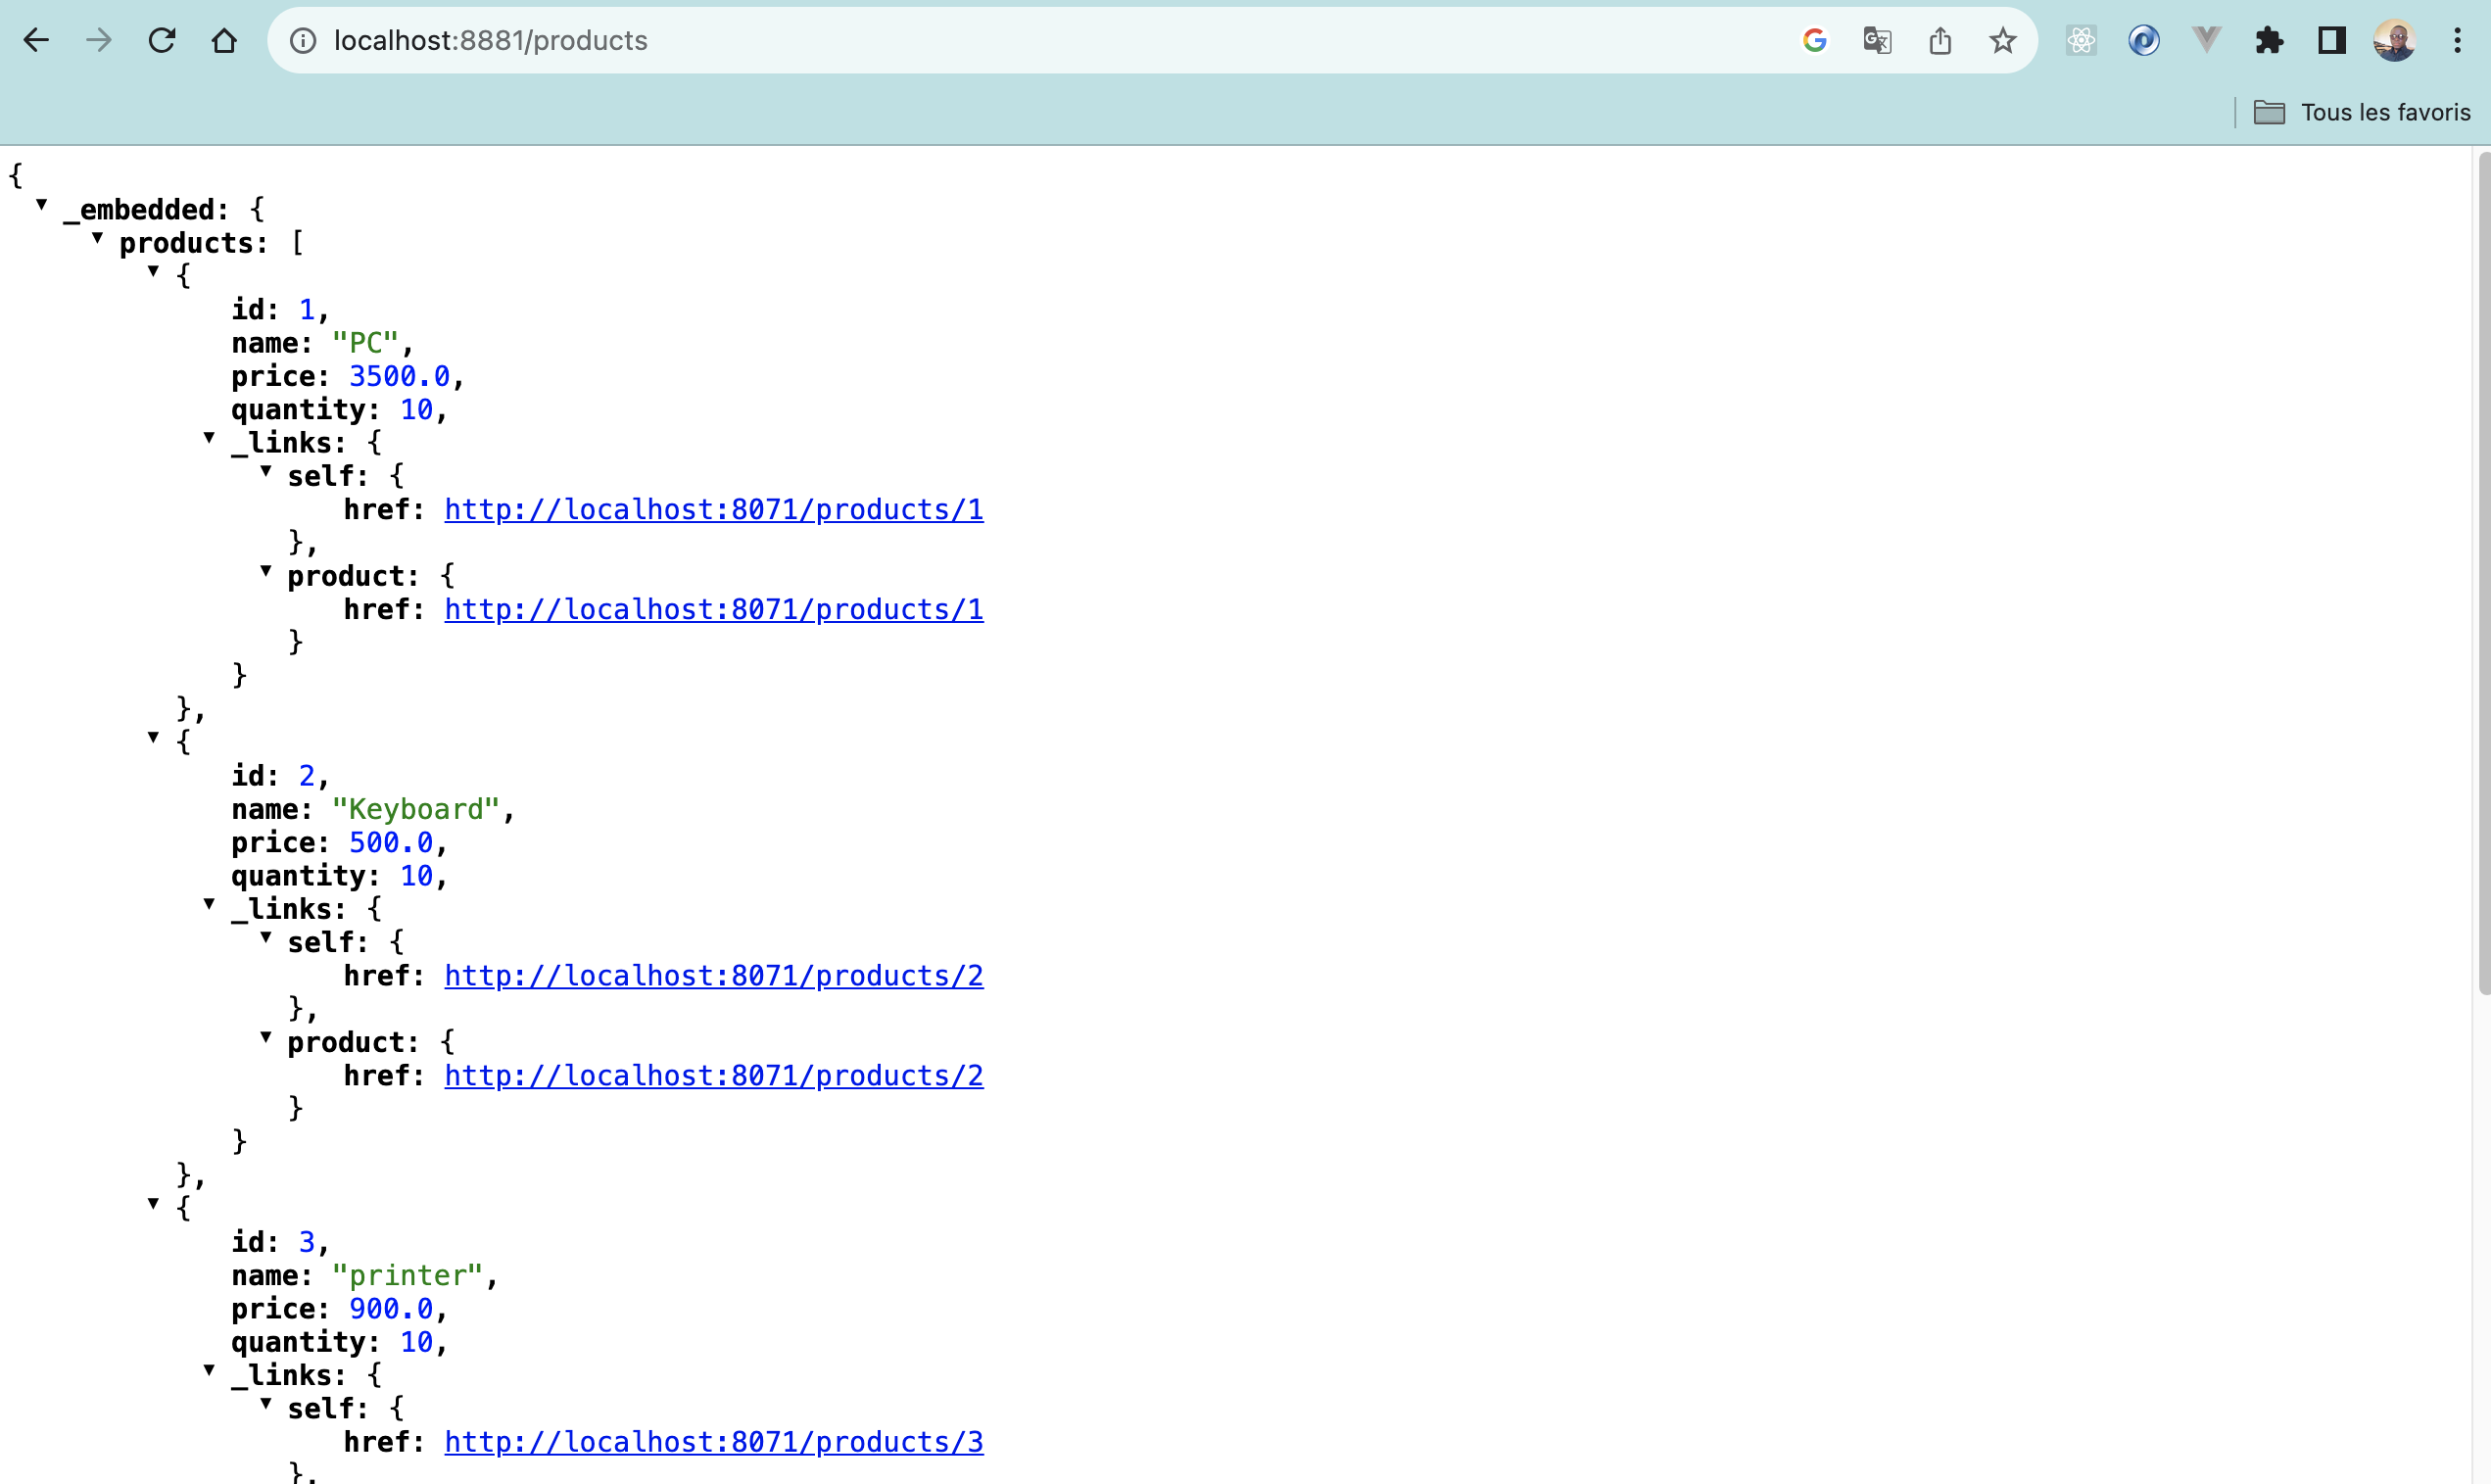 localhost:8881/products
Tous les favoris
{
_embedded: {
products: [
{
id: 1,
name: "PC",
price: 3500.0,
quantity: 10,
_links: {
self: {
href: http://localhost:8071/products/1
},
product: {
href: http://localhost:8071/products/1
}
}
},
{
id: 2,
name: "Keyboard",
price: 500.0,
quantity: 10,
_links: {
self: {
href: http://localhost:8071/products/2
},
product: {
href: http://localhost:8071/products/2
}
}
},
{
id: 3,
name: "printer",
price: 900.0,
quantity: 10,
_links: {
self: {
href: http://localhost:8071/products/3
},